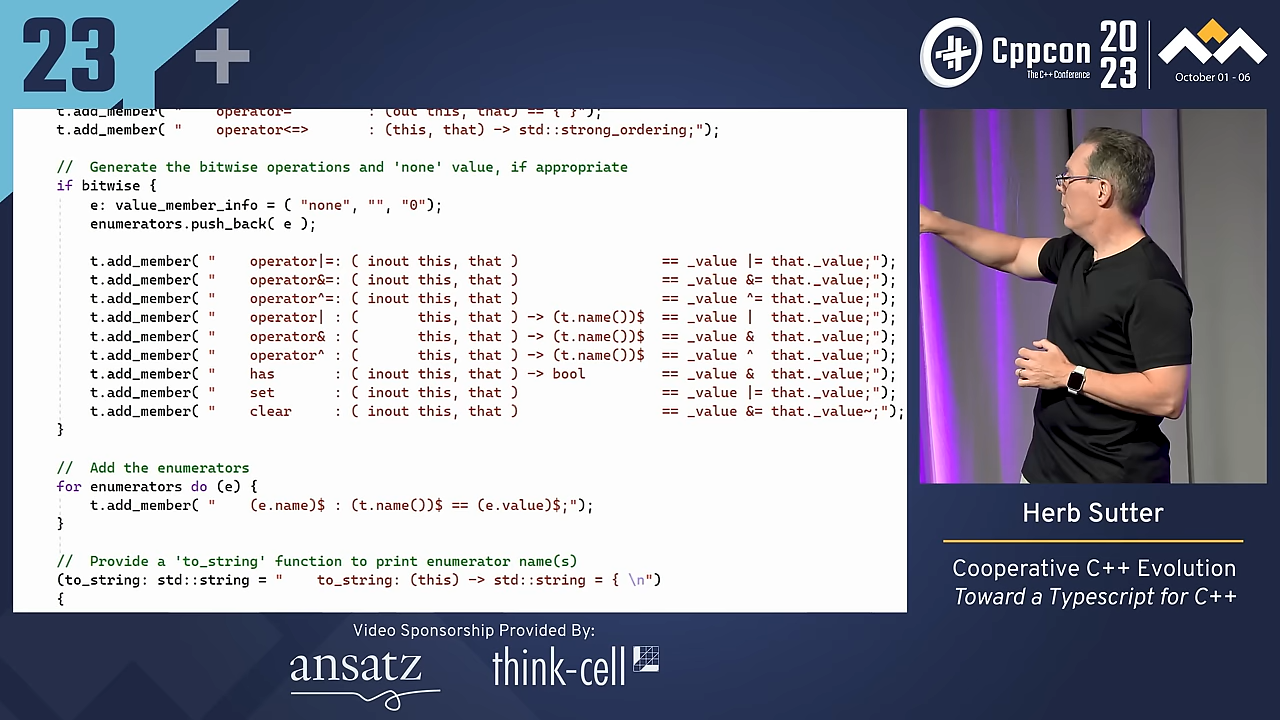 23
Cppcon
The C++ Conference
20
23
October 01 - 06
t.add_member( "    operator=         : (out this, that) == { }");
t.add_member( "    operator<=>       : (this, that) -> std::strong_ordering;");
//  Generate the bitwise operations and 'none' value, if appropriate
if bitwise {
    e: value_member_info = ( "none", "", "0");
    enumerators.push_back( e );
    t.add_member( "    operator|=: ( inout this, that )                 == _value |= that._value;");
    t.add_member( "    operator&=: ( inout this, that )                 == _value &= that._value;");
    t.add_member( "    operator^=: ( inout this, that )                 == _value ^= that._value;");
    t.add_member( "    operator| : (       this, that ) -> (t.name())$  == _value |  that._value;");
    t.add_member( "    operator& : (       this, that ) -> (t.name())$  == _value &  that._value;");
    t.add_member( "    operator^ : (       this, that ) -> (t.name())$  == _value ^  that._value;");
    t.add_member( "    has       : ( inout this, that ) -> bool         == _value &  that._value;");
    t.add_member( "    set       : ( inout this, that )                 == _value |= that._value;");
    t.add_member( "    clear     : ( inout this, that )                 == _value &= that._value~;");
}
//  Add the enumerators
for enumerators do (e) {
    t.add_member( "    (e.name)$ : (t.name())$ == (e.value)$;");
}
//  Provide a 'to_string' function to print enumerator name(s)
(to_string: std::string = "    to_string: (this) -> std::string = { \n")
{
Herb Sutter
Cooperative C++ Evolution
Toward a Typescript for C++
Video Sponsorship Provided By:
ansatz
think-cell